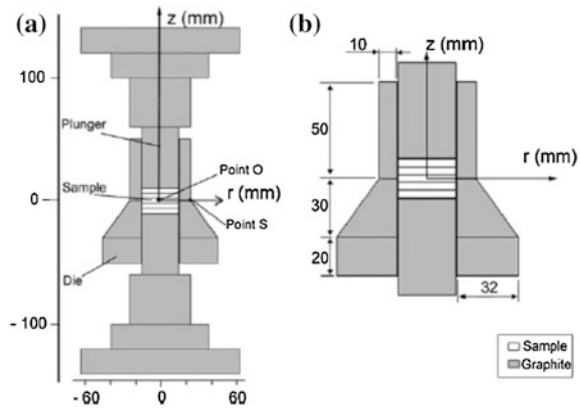 (a)
z (mm)
100
Plunger
Point O
Sample
0
r (mm)
Point S
Die
- 100
- 60
0
60
(b)
10
z (mm)
50
r (mm)
30
20
32
Sample
Graphite